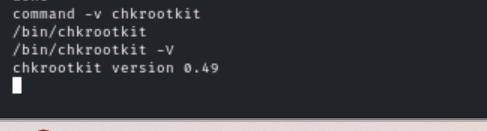 command -v chkrootkit
/bin/chkrootkit
/bin/chkrootkit -V
chkrootkit version 0.49